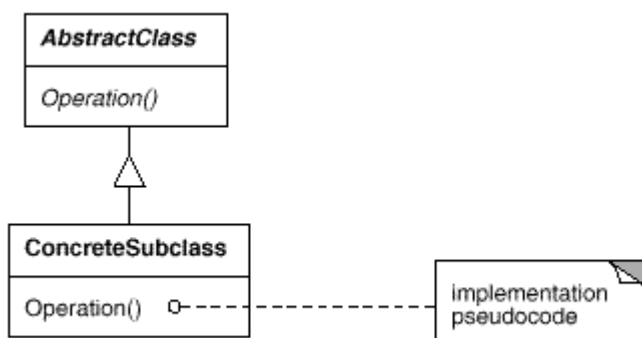 AbstractClass
Operation()
ConcreteSubclass
Operation()
implementation
pseudocode